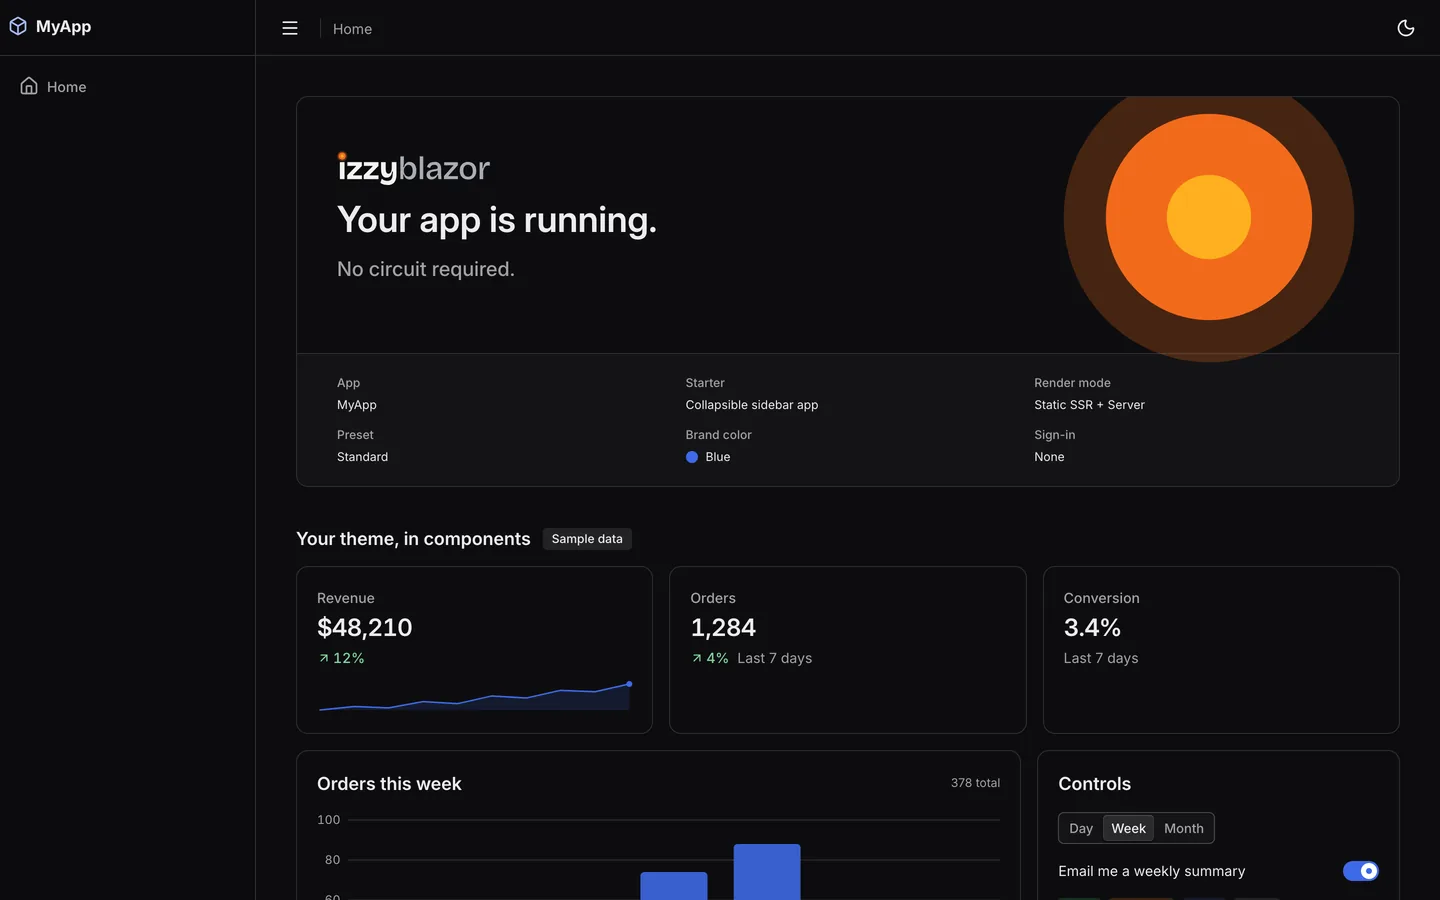 MyApp
Home
Home
izzyblazor
Your app is running.
No circuit required.
App
MyApp
Starter
Collapsible sidebar app
Render mode
Static SSR + Server
Preset
Standard
Brand color
Blue
Sign-in
None
Your theme, in components
Sample data
Revenue
$48,210
12%
Orders
1,284
4% Last 7 days
Conversion
3.4%
Last 7 days
Orders this week
378 total
100
80
60
Controls
Day Week Month
Email me a weekly summary